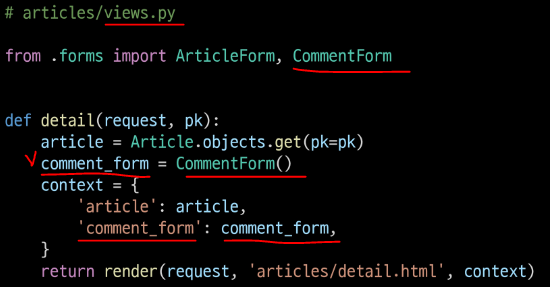 # articles/views.py
from .forms import ArticleForm, CommentForm
def detail(request, pk):
    article = Article.objects.get(pk=pk)
    comment_form = CommentForm()
    context = {
        'article': article,
        'comment_form': comment_form,
    }
    return render(request, 'articles/detail.html', context)